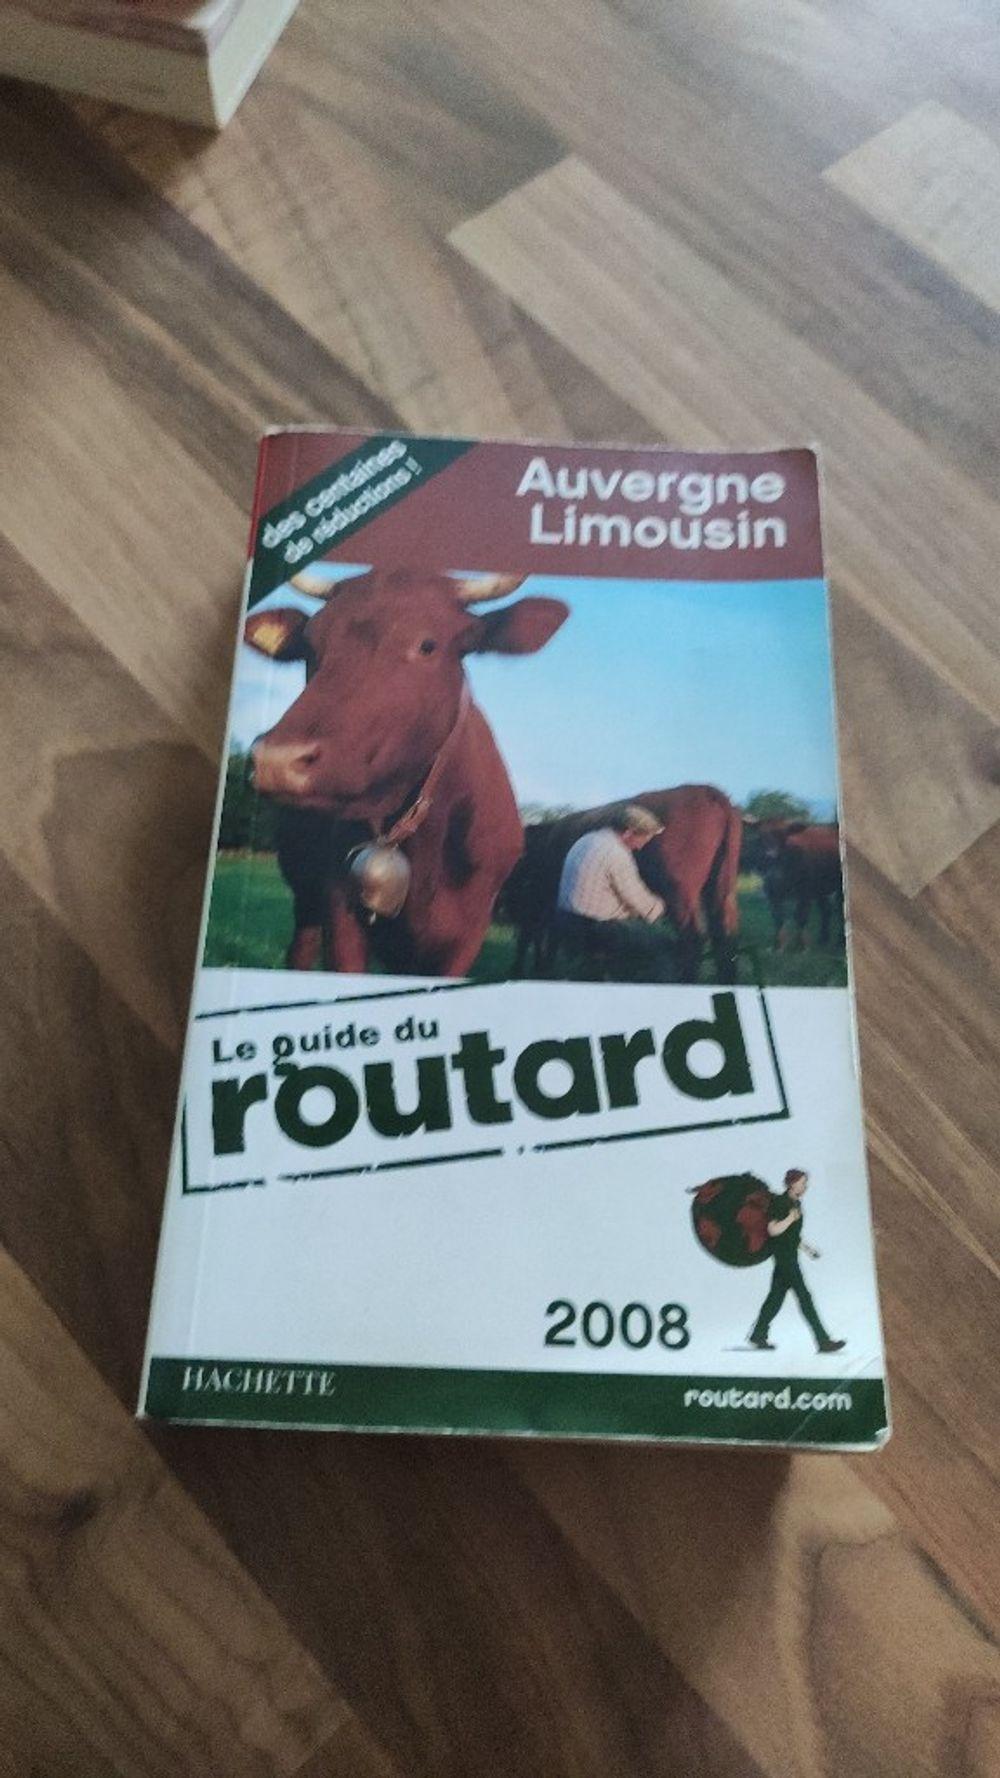 des centaines
de réductions !
Auvergne
Limousin
Le guide du
routard
2008
HACHETTE
routard.com